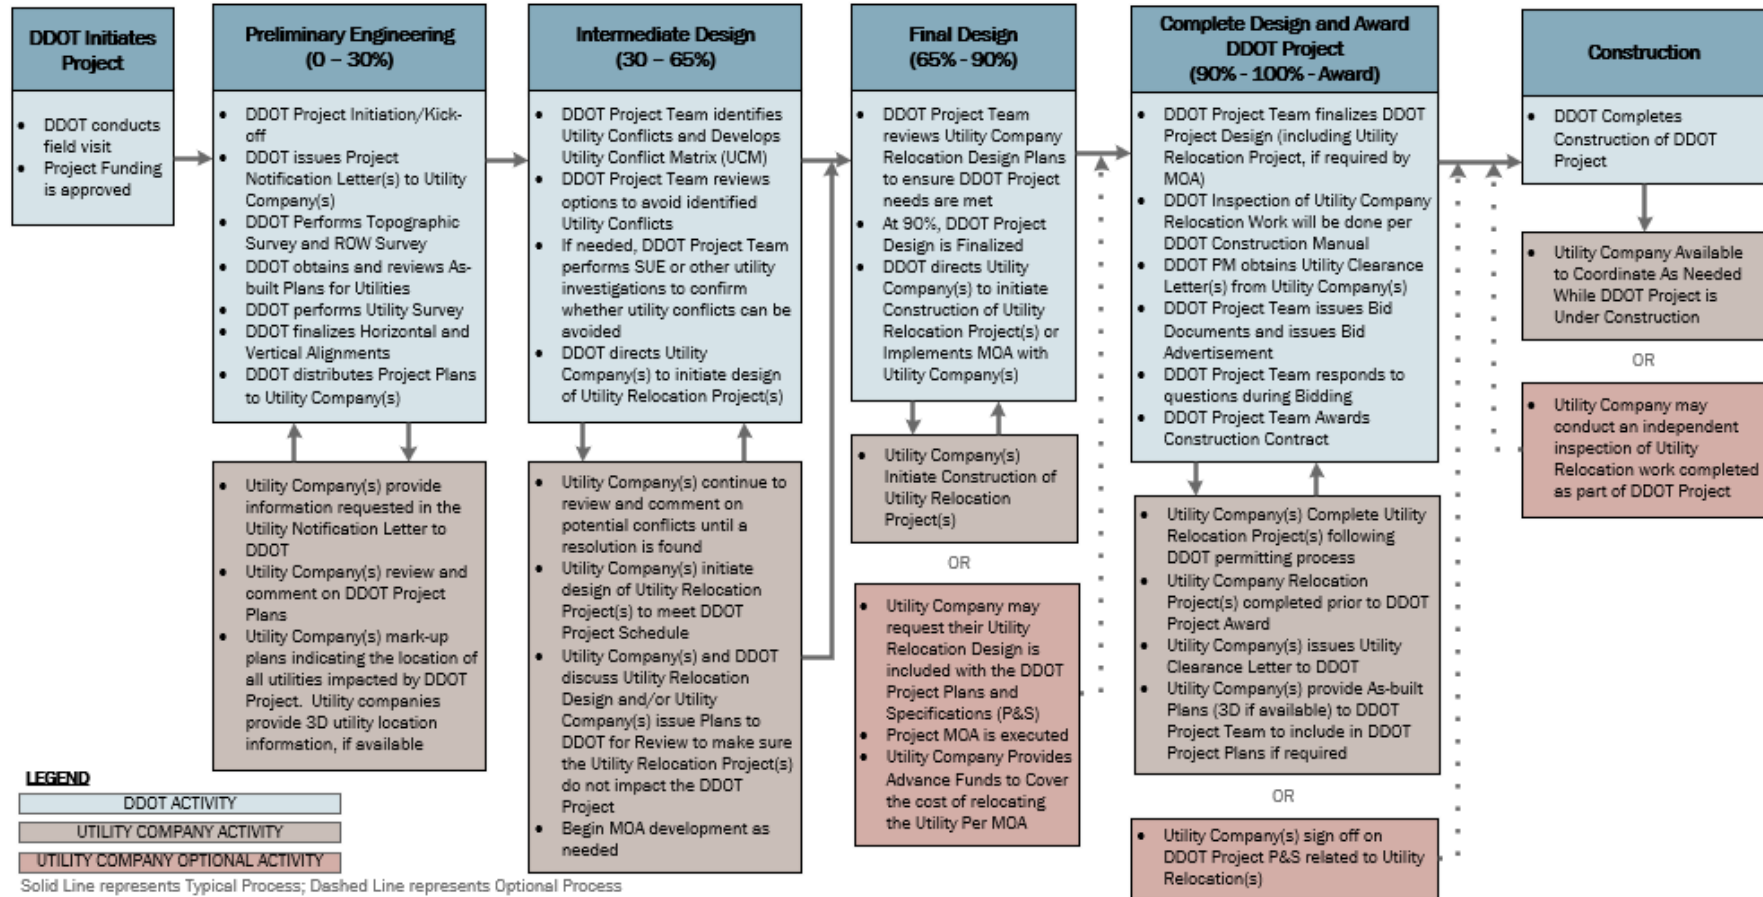 DDOT Initiates
Project
• DDOT conducts
field visit
• Project Funding
is approved
Preliminary Engineering
(0 – 30%)
• DDOT Project Initiation/Kick-
off
• DDOT issues Project
Notification Letter(s) to Utility
Company(s)
• DDOT Performs Topographic
Survey and ROW Survey
• DDOT obtains and reviews As-
built Plans for Utilities
• DDOT performs Utility Survey
• DDOT finalizes Horizontal and
Vertical Alignments
• DDOT distributes Project Plans
to Utility Company(s)
• Utility Company(s) provide
information requested in the
Utility Notification Letter to
DDOT
• Utility Company(s) review and
comment on DDOT Project
Plans
• Utility Company(s) mark-up
plans indicating the location of
all utilities impacted by DDOT
Project. Utility companies
provide 3D utility location
information, if available
Intermediate Design
(30 – 65%)
• DDOT Project Team identifies
Utility Conflicts and Develops
Utility Conflict Matrix (UCM)
• DDOT Project Team reviews
options to avoid identified
Utility Conflicts
• If needed, DDOT Project Team
performs SUE or other utility
investigations to confirm
whether utility conflicts can be
avoided
• DDOT directs Utility
Company(s) to initiate design
of Utility Relocation Project(s)
• Utility Company(s) continue to
review and comment on
potential conflicts until a
resolution is found
• Utility Company(s) initiate
design of Utility Relocation
Project(s) to meet DDOT
Project Schedule
• Utility Company(s) and DDOT
discuss Utility Relocation
Design and/or Utility
Company(s) issue Plans to
DDOT for Review to make sure
the Utility Relocation Project(s)
do not impact the DDOT
Project
• Begin MOA development as
needed
Final Design
(65% - 90%)
• DDOT Project Team
reviews Utility Company
Relocation Design Plans
to ensure DDOT Project
needs are met
• At 90%, DDOT Project
Design is Finalized
• DDOT directs Utility
Company(s) to initiate
Construction of Utility
Relocation Project(s) or
Implements MOA with
Utility Company(s)
• Utility Company(s)
Initiate Construction of
Utility Relocation
Project(s)
OR
• Utility Company may
request their Utility
Relocation Design is
included with the DDOT
Project Plans and
Specifications (P&S)
• Project MOA is executed
• Utility Company Provides
Advance Funds to Cover
the cost of relocating
the Utility Per MOA
Complete Design and Award
DDOT Project
(90% - 100% - Award)
• DDOT Project Team finalizes DDOT
Project Design (including Utility
Relocation Project, if required by
MOA)
• DDOT Inspection of Utility Company
Relocation Work will be done per
DDOT Construction Manual
• DDOT PM obtains Utility Clearance
Letter(s) from Utility Company(s)
• DDOT Project Team issues Bid
Documents and issues Bid
Advertisement
• DDOT Project Team responds to
questions during Bidding
• DDOT Project Team Awards
Construction Contract
• Utility Company(s) Complete Utility
Relocation Project(s) following
DDOT permitting process
• Utility Company Relocation
Project(s) completed prior to DDOT
Project Award
• Utility Company(s) issues Utility
Clearance Letter to DDOT
• Utility Company(s) provide As-built
Plans (3D if available) to DDOT
Project Team to include in DDOT
Project Plans if required
OR
• Utility Company(s) sign off on
DDOT Project P&S related to Utility
Relocation(s)
Construction
• DDOT Completes
Construction of DDOT
Project
• Utility Company Available
to Coordinate As Needed
While DDOT Project is
Under Construction
OR
• Utility Company may
conduct an independent
inspection of Utility
Relocation work completed
as part of DDOT Project
LEGEND
DDOT ACTIVITY
UTILITY COMPANY ACTIVITY
UTILITY COMPANY OPTIONAL ACTIVITY
Solid Line represents Typical Process; Dashed Line represents Optional Process